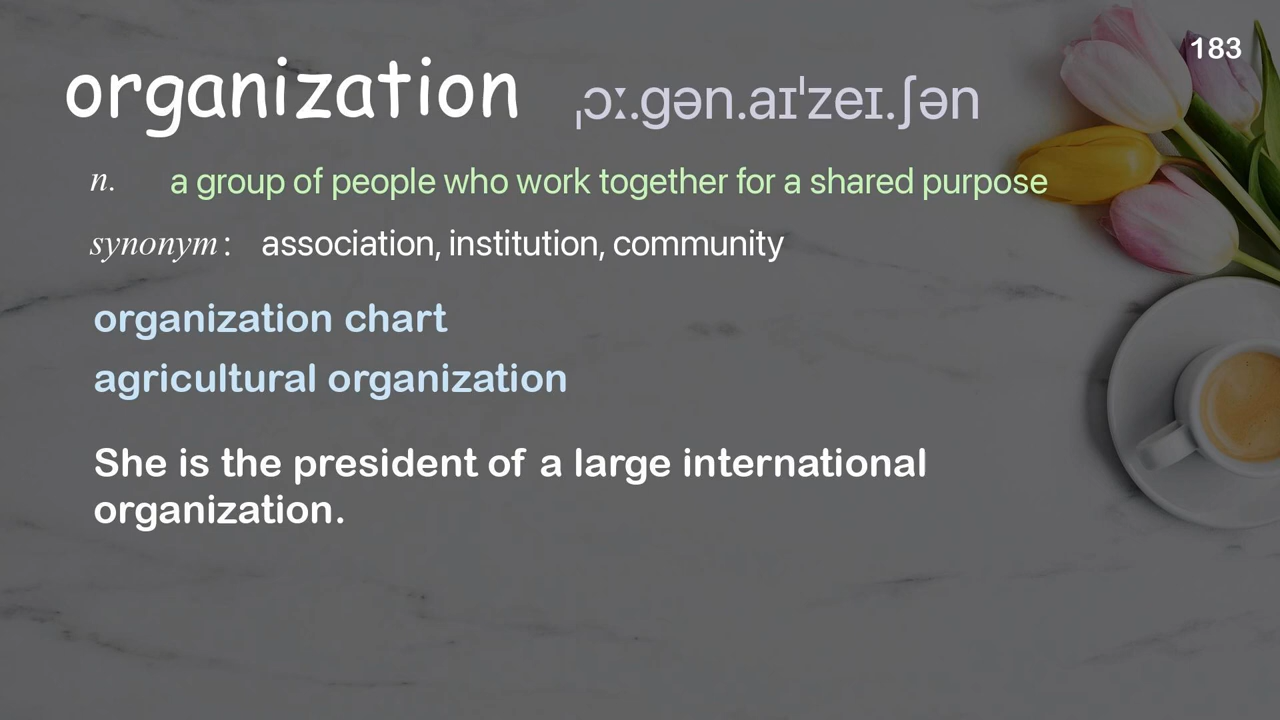 183
organization ˌɔː.ɡən.aɪˈzeɪ.ʃən
n. a group of people who work together for a shared purpose
synonym : association, institution, community
organization chart
agricultural organization
She is the president of a large international
organization.